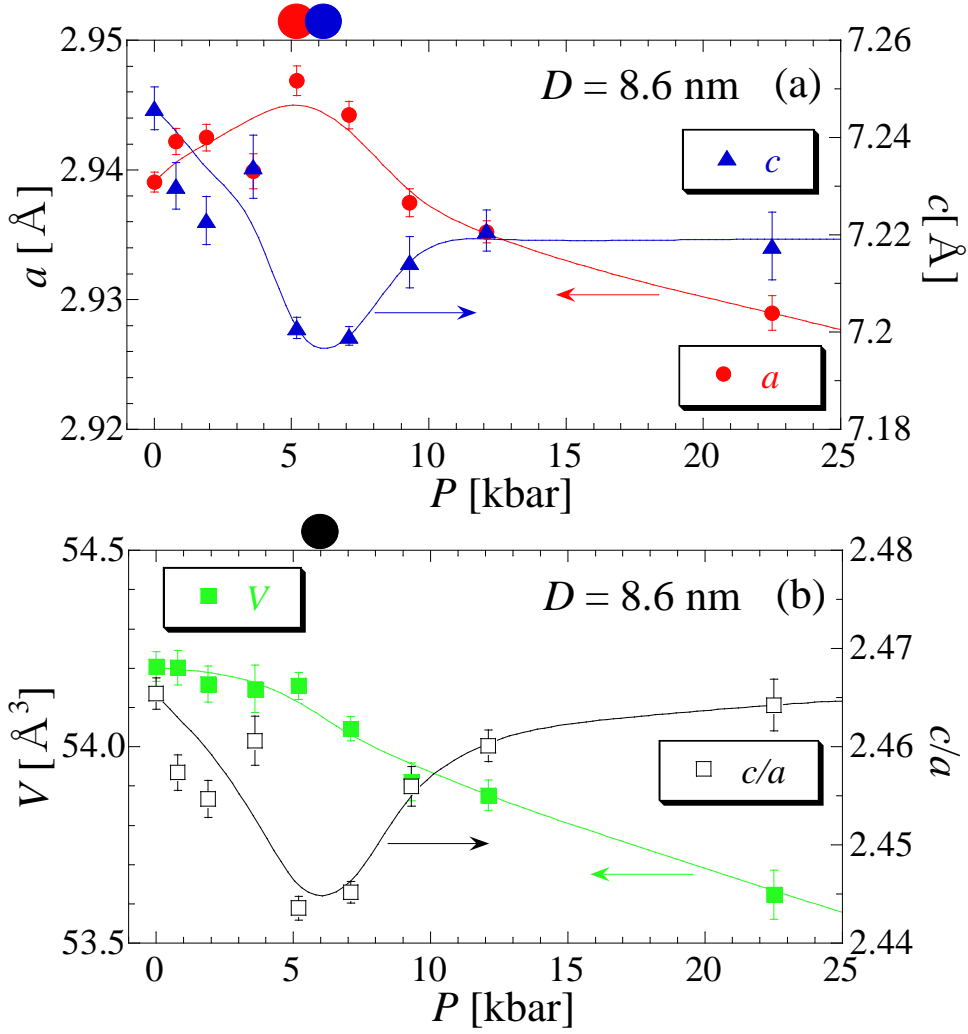 2.95
7.26
D = 8.6 nm (a)
7.24
c
2.94
a [Å]
c[Å]
7.22
2.93
7.2
a
2.92
7.18
0 5 10 15 20 25
P [kbar]
54.5
2.48
V
D = 8.6 nm (b)
2.47
V [Å³]
54.0
2.46
c/a
c/a
2.45
53.5
2.44
0 5 10 15 20 25
P [kbar]